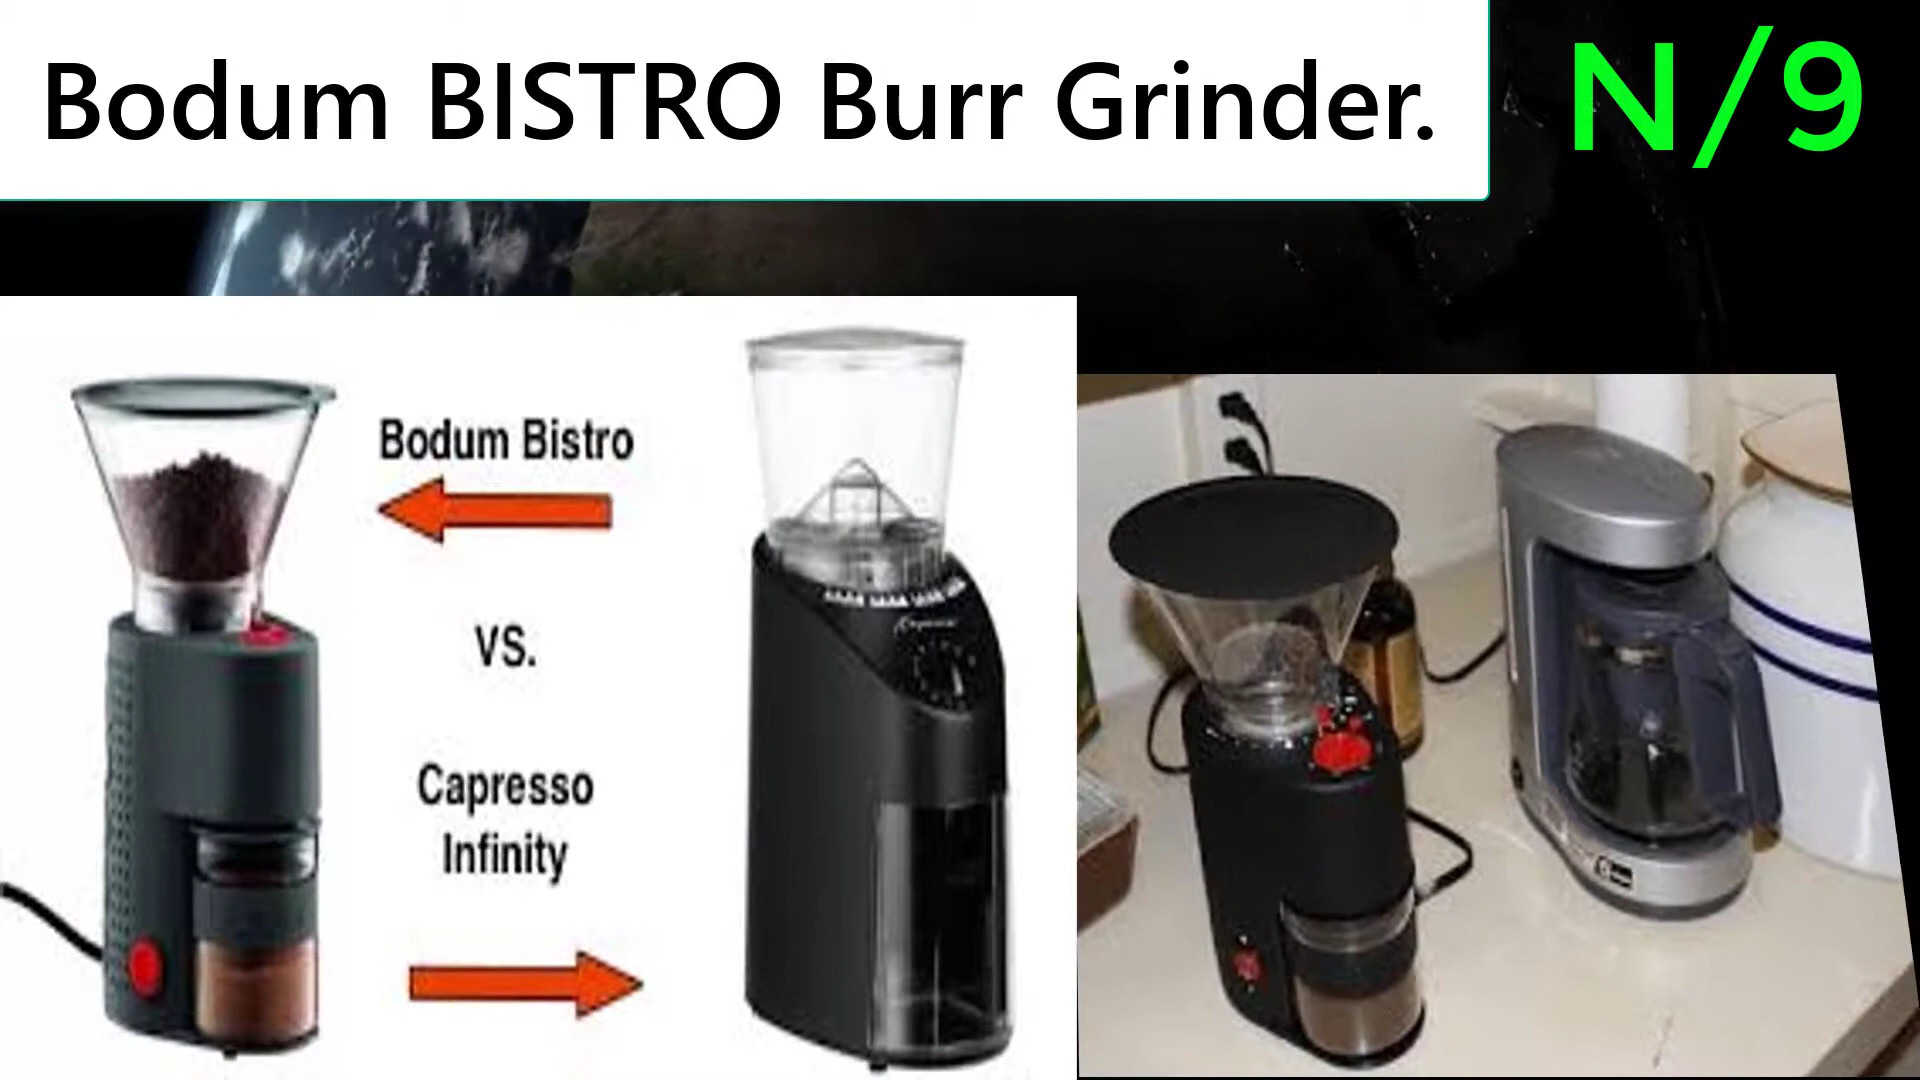 Bodum BISTRO Burr Grinder.
N/9
Bodum Bistro
VS.
Capresso
Infinity